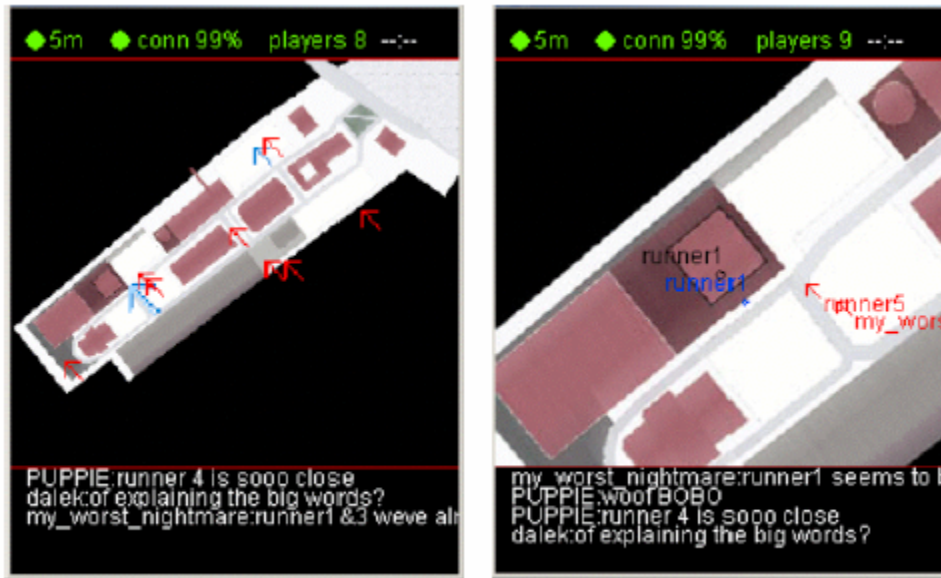 5m conn 99% players 8 --:--
PUPPIE:runner 4 is sooo close
dalek:of explaining the big words?
my_worst_nightmare:runner1 &3 weve alr
5m conn 99% players 9 --:--
runner1
runner1
runner5
my_wors
my_worst_nightmare:runner1 seems to b
PUPPIE:woofBOBO
PUPPIE:runner 4 is sooo close
dalek:of explaining the big words?